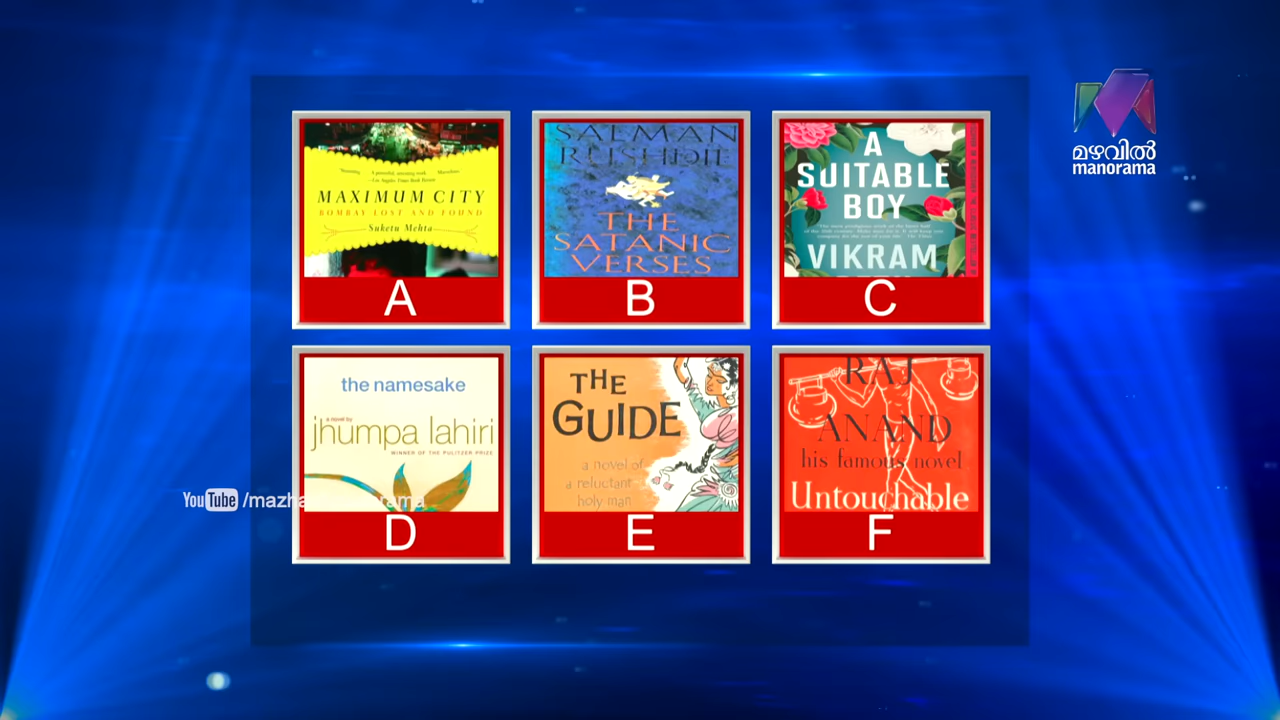 മഴവിൽ
manorama
MAXIMUM CITY
BOMBAY LOST AND FOUND
Suketu Mehta
A
SALMAN
RUSHDIE
THE
SATANIC
VERSES
B
A
SUITABLE
BOY
VIKRAM
C
the namesake
a novel by
jhumpa lahiri
WINNER OF THE PULITZER PRIZE
D
THE
GUIDE
a novel of
a reluctant
holy man
E
RAJ
ANAND
his famous novel
Untouchable
F
YouTube